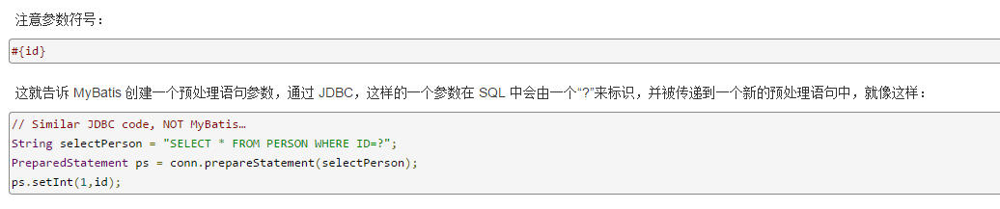 注意参数符号：
#{id}
这就告诉 MyBatis 创建一个预处理语句参数，通过 JDBC，这样的一个参数在 SQL 中会由一个“?”来标识，并被传递到一个新的预处理语句中，就像这样：
// Similar JDBC code, NOT MyBatis…
String selectPerson = "SELECT * FROM PERSON WHERE ID=?";
PreparedStatement ps = conn.prepareStatement(selectPerson);
ps.setInt(1,id);